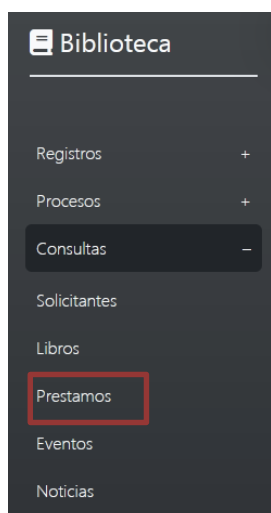 Biblioteca
Registros +
Procesos +
Consultas –
Solicitantes
Libros
Prestamos
Eventos
Noticias